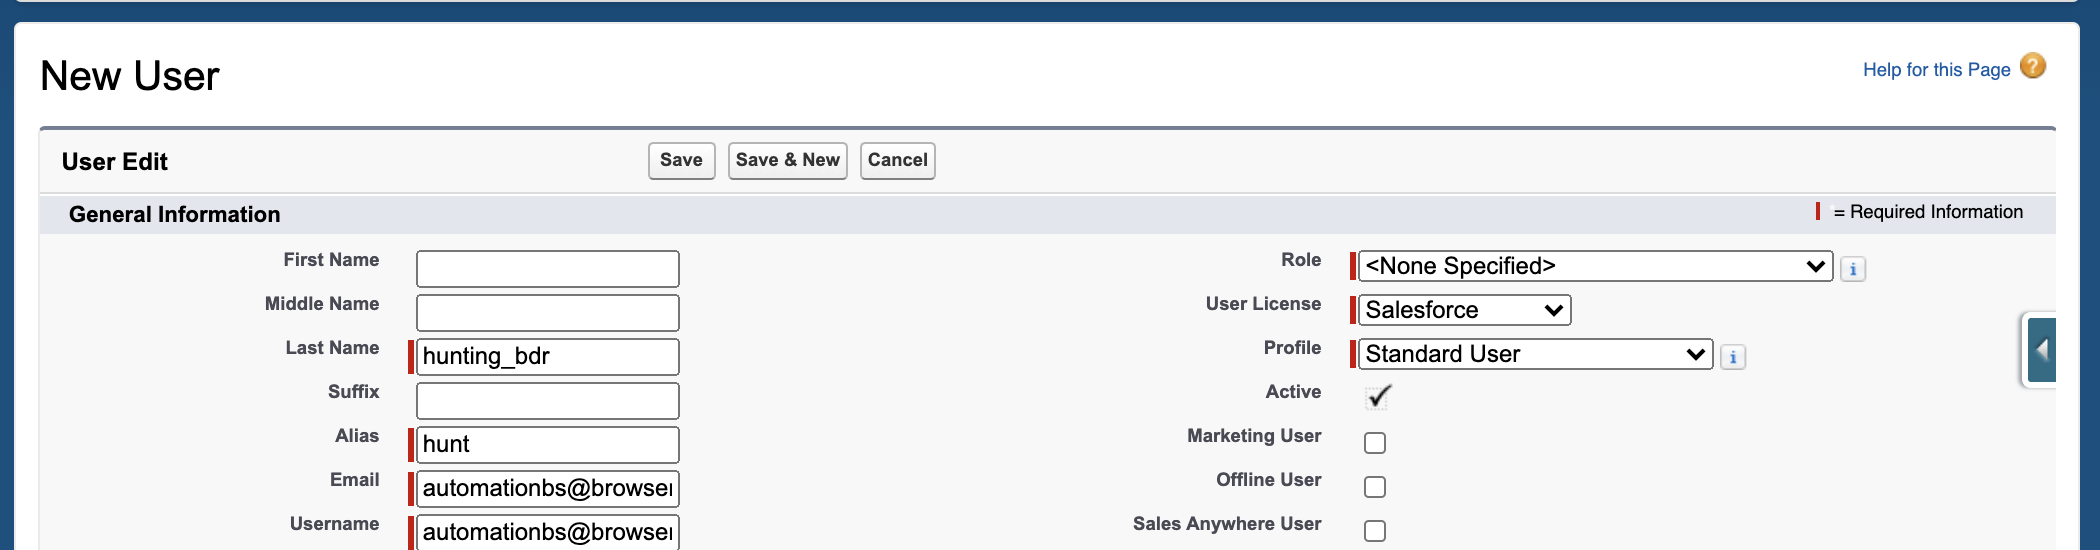 New User
Help for this Page
User Edit
Save
Save & New
Cancel
General Information
= Required Information
First Name
Middle Name
Last Name
hunting_bdr
Suffix
Alias
hunt
Email
automationbs@browser
Username
automationbs@browser
Role
<None Specified>
User License
Salesforce
Profile
Standard User
Active
Marketing User
Offline User
Sales Anywhere User